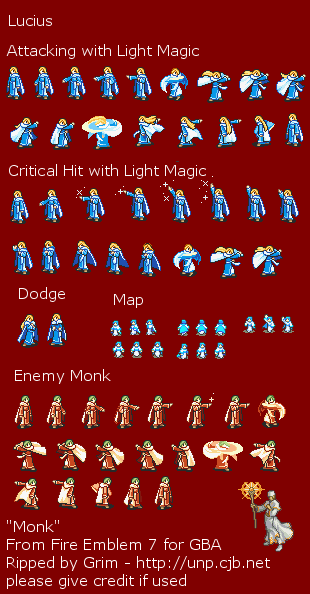 Lucius
Attacking with Light Magic
Critical Hit with Light Magic
Dodge
Map
Enemy Monk
"Monk"
From Fire Emblem 7 for GBA
Ripped by Grim - http://unp.cjb.net
please give credit if used